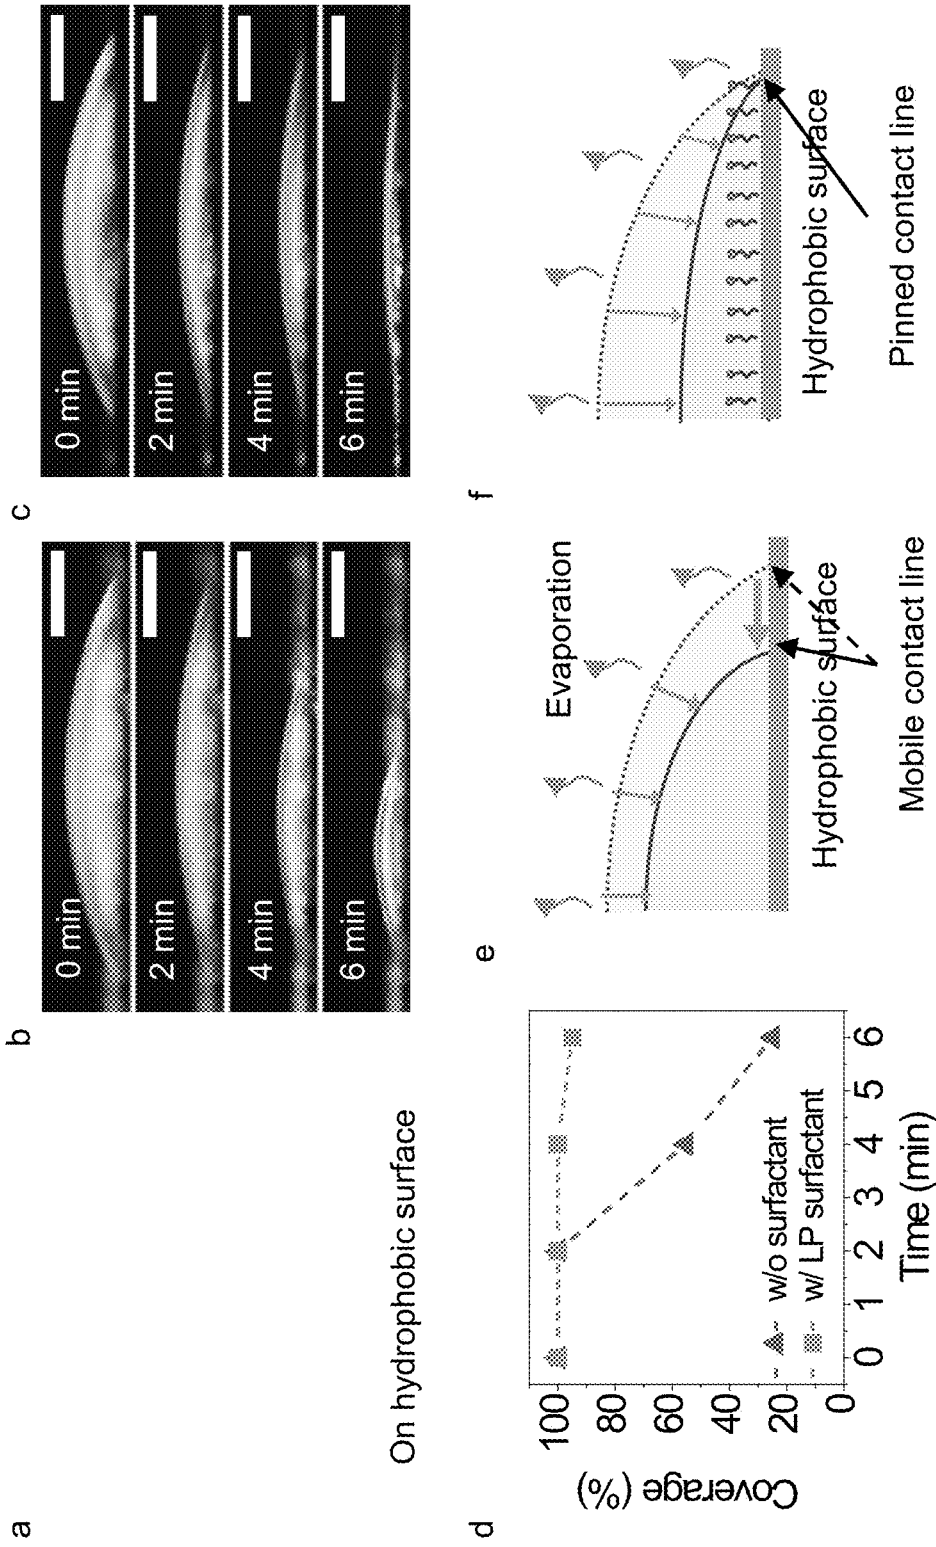 a
On hydrophobic surface
b
0 min
2 min
4 min
6 min
c
0 min
2 min
4 min
6 min
d
Coverage (%)
100
80
60
40
20
0
w/o surfactant
w/ LP surfactant
0 1 2 3 4 5 6
Time (min)
e
Evaporation
Hydrophobic surface
Mobile contact line
f
Hydrophobic surface
Pinned contact line